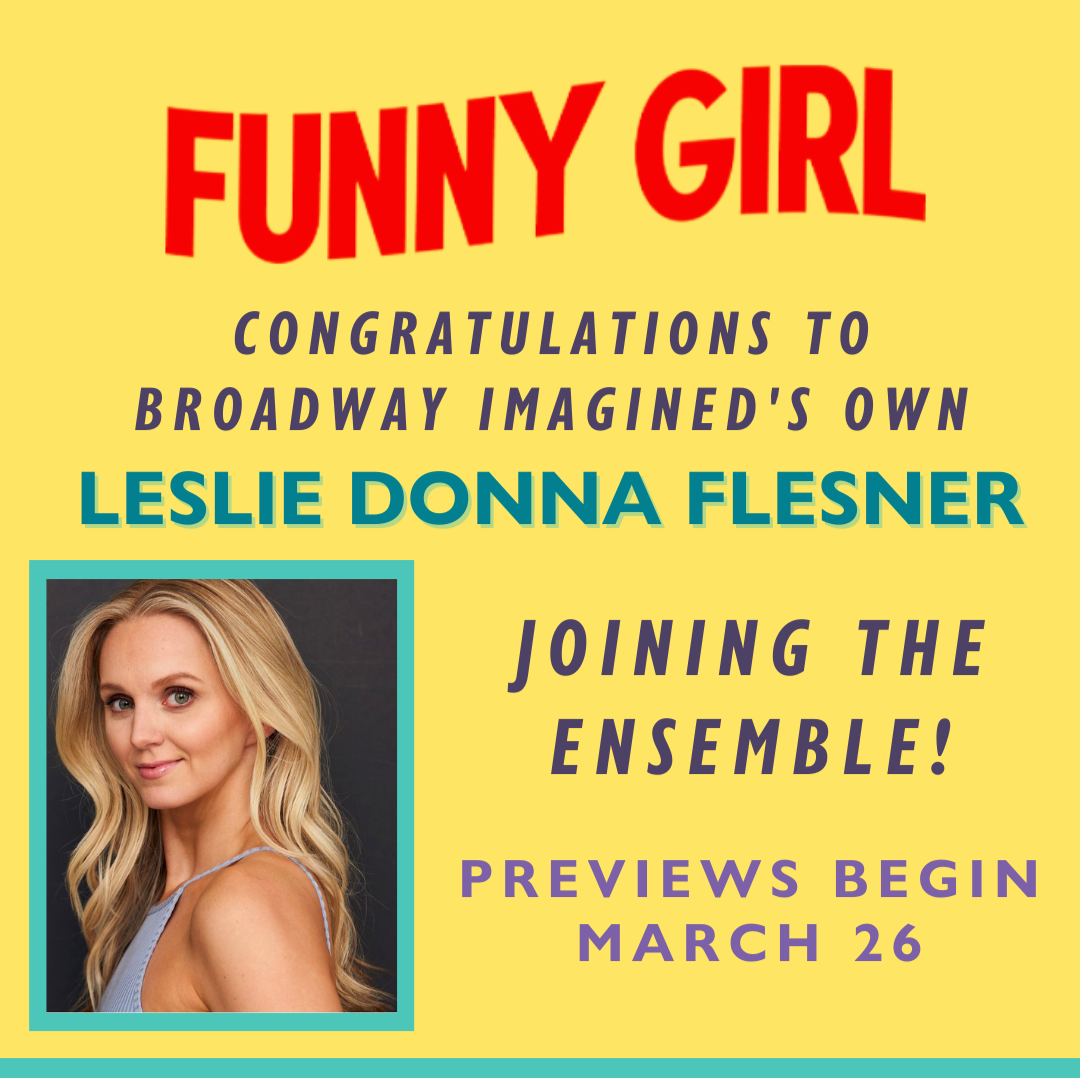 FUNNY GIRL
CONGRATULATIONS TO
BROADWAY IMAGINED'S OWN
LESLIE DONNA FLESNER
JOINING THE
ENSEMBLE!
PREVIEWS BEGIN
MARCH 26